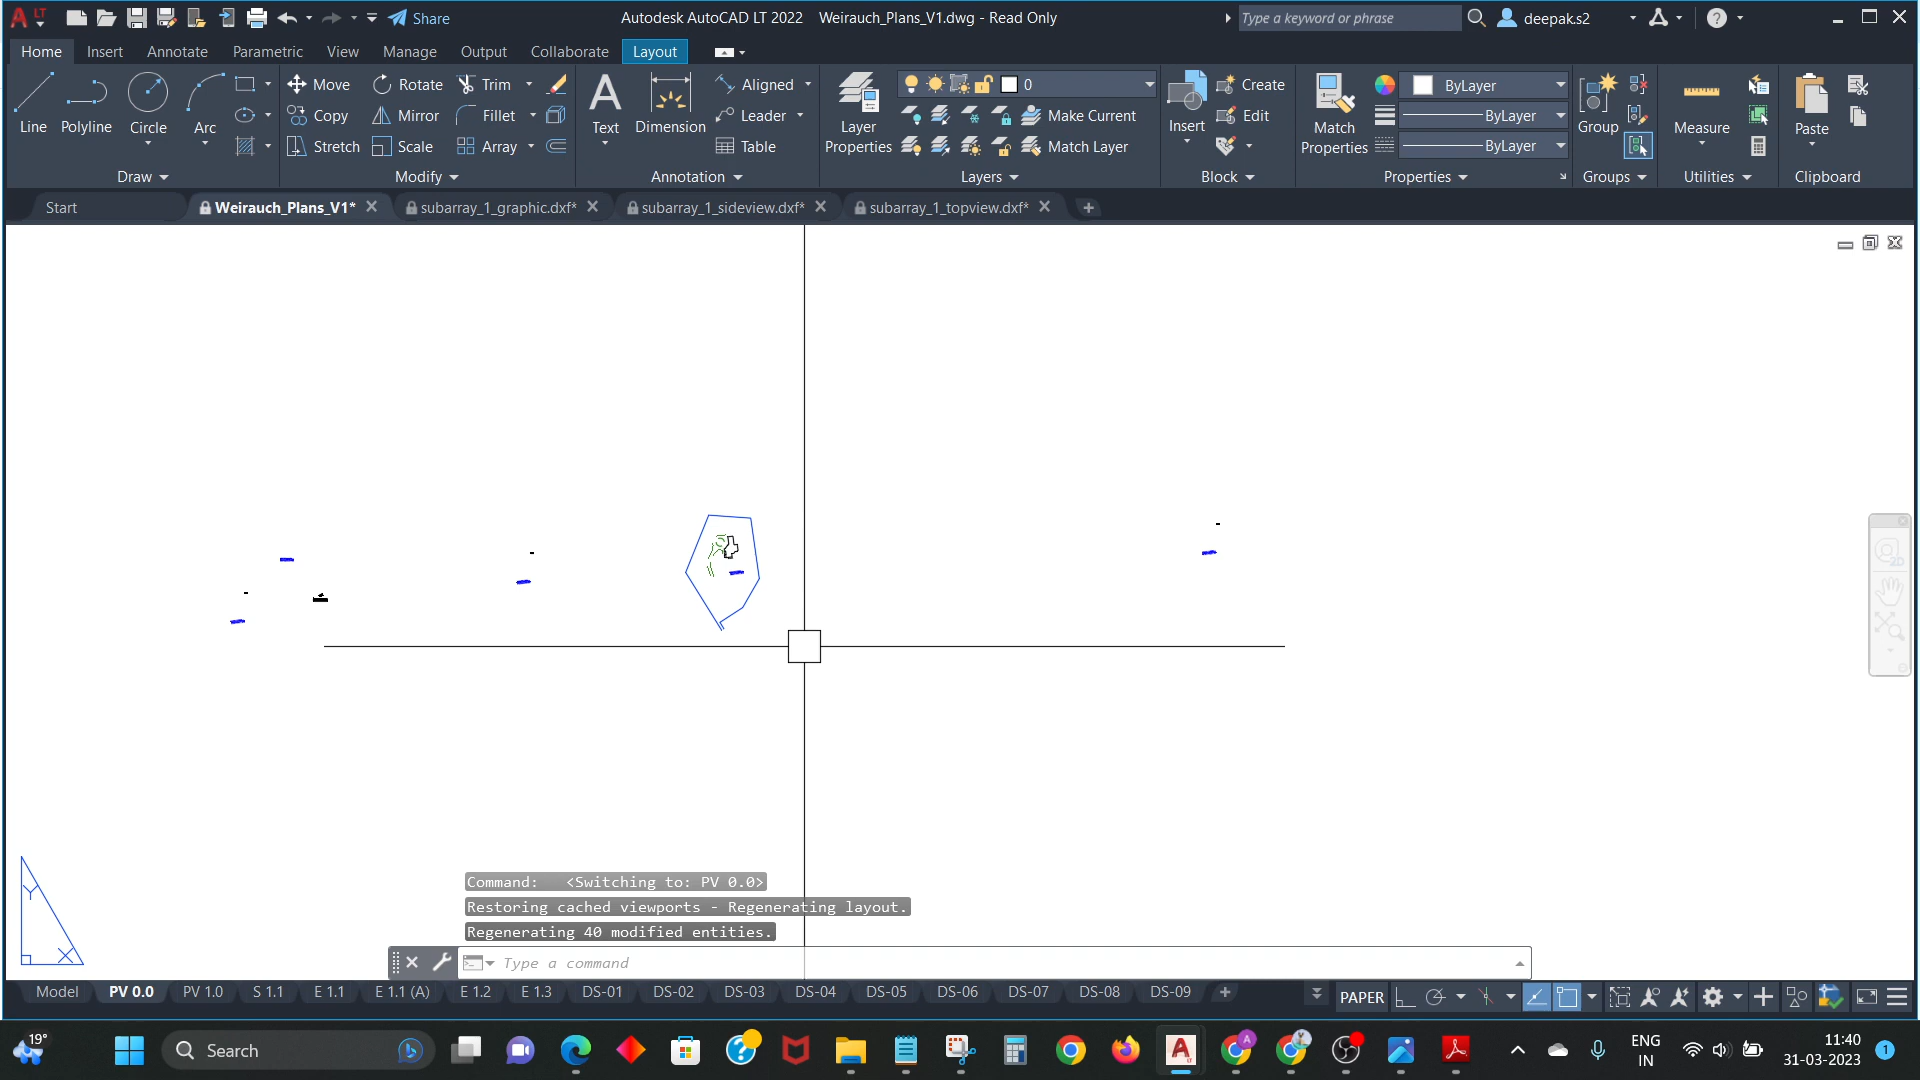 A LT Share Autodesk AutoCAD LT 2022 Weirauch_Plans_V1.dwg - Read Only Type a keyword or phrase deepak.s2
Home Insert Annotate Parametric View Manage Output Collaborate Layout
Line Polyline Circle Arc
Move Rotate Trim
Copy Mirror Fillet
Stretch Scale Array
Text Dimension
Aligned
Leader
Table
Layer Properties
0
Make Current
Match Layer
Insert
Create
Edit
Match Properties
ByLayer
ByLayer
ByLayer
Group
Measure
Paste
Draw Modify Annotation Layers Block Properties Groups Utilities Clipboard
Start Weirauch_Plans_V1* subarray_1_graphic.dxf* subarray_1_sideview.dxf* subarray_1_topview.dxf*
Y
X
Command: <Switching to: PV 0.0>
Restoring cached viewports - Regenerating layout.
Regenerating 40 modified entities.
Type a command
Model PV 0.0 PV 1.0 S 1.1 E 1.1 E 1.1 (A) E 1.2 E 1.3 DS-01 DS-02 DS-03 DS-04 DS-05 DS-06 DS-07 DS-08 DS-09 PAPER
19°
Search
ENG
IN
11:40
31-03-2023
1